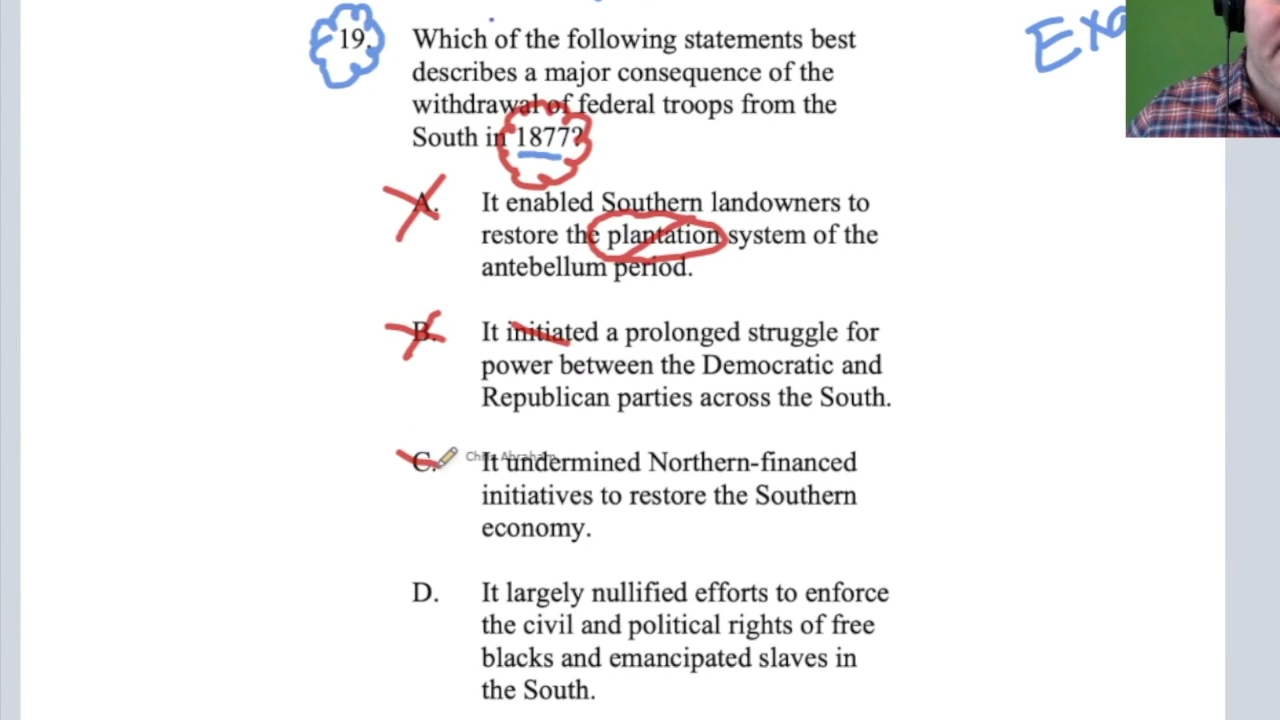 Exa
19. Which of the following statements best
describes a major consequence of the
withdrawal of federal troops from the
South in 1877?
A. It enabled Southern landowners to
restore the plantation system of the
antebellum period.
B. It initiated a prolonged struggle for
power between the Democratic and
Republican parties across the South.
C. It undermined Northern-financed
initiatives to restore the Southern
economy.
D. It largely nullified efforts to enforce
the civil and political rights of free
blacks and emancipated slaves in
the South.